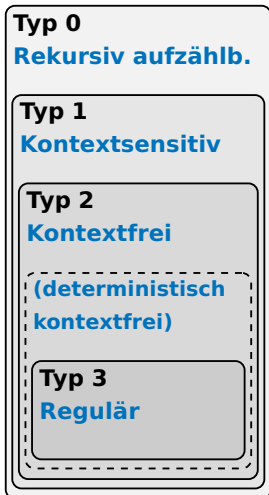 Typ 0
Rekursiv aufzählb.
Typ 1
Kontextsensitiv
Typ 2
Kontextfrei
(deterministisch
kontextfrei)
Typ 3
Regulär